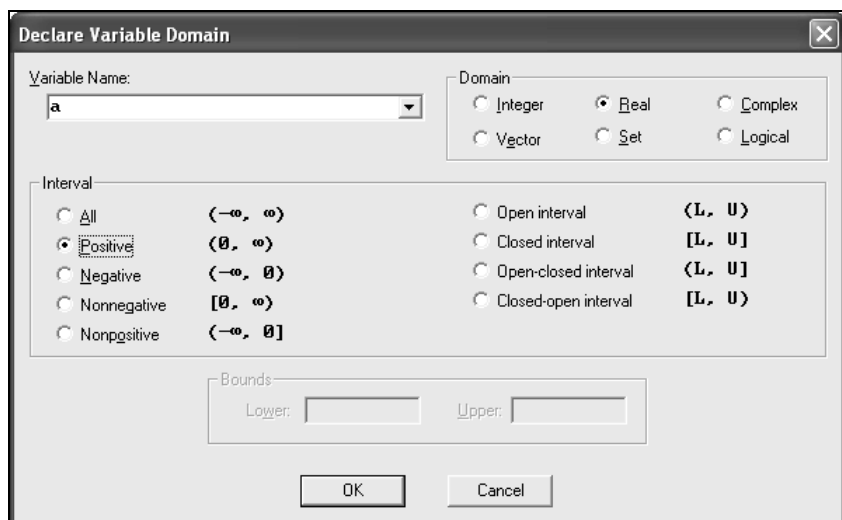 Declare Variable Domain
Variable Name:
a
Domain
Integer Real Complex
Vector Set Logical
Interval
All (-∞, ∞)
Positive (0, ∞)
Negative (-∞, 0)
Nonnegative [0, ∞)
Nonpositive (-∞, 0]
Open interval (L, U)
Closed interval [L, U]
Open-closed interval (L, U]
Closed-open interval [L, U)
Bounds
Lower: Upper:
OK Cancel